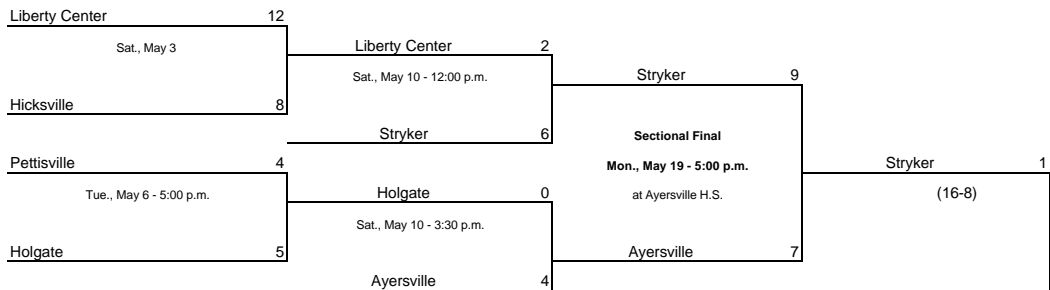 Liberty Center 12
Sat., May 3
Liberty Center 2
Sat., May 10 - 12:00 p.m.
Stryker 9
Hicksville 8
Stryker 6
Sectional Final
Pettisville 4
Mon., May 19 - 5:00 p.m.
Stryker 1
Tue., May 6 - 5:00 p.m.
Holgate 0
at Ayersville H.S.
(16-8)
Sat., May 10 - 3:30 p.m.
Holgate 5
Ayersville 7
Ayersville 4